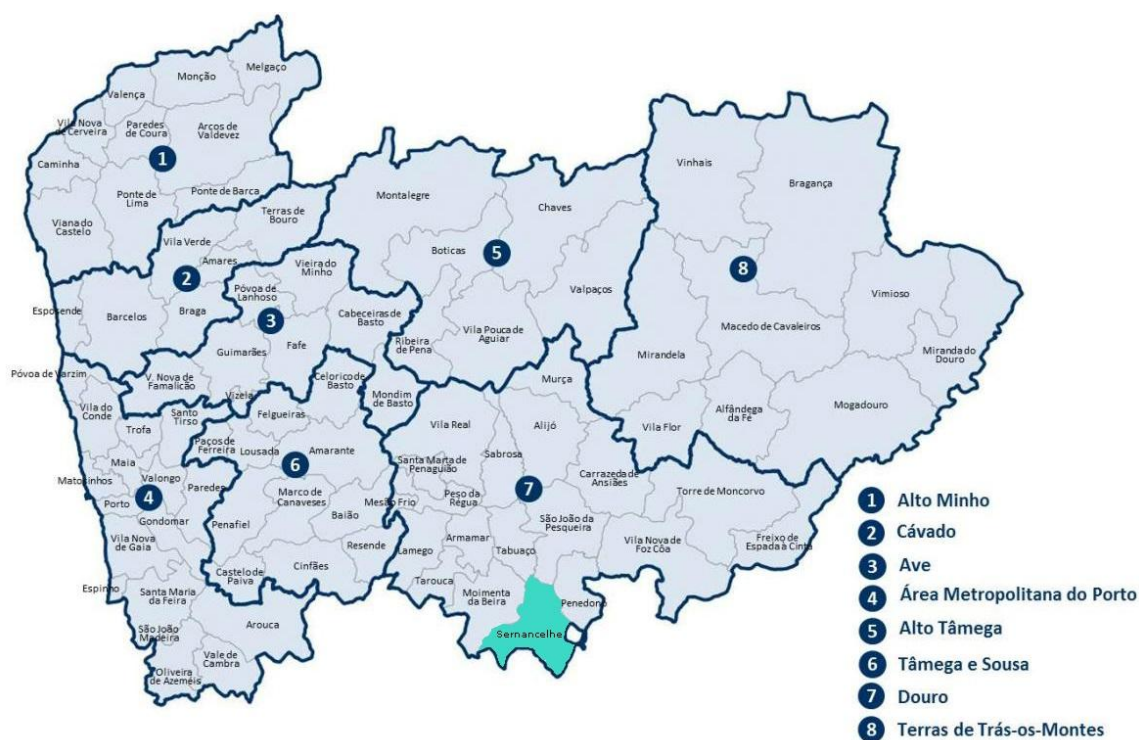 Melgaço
Monção
Valença
Vila Nova
de Cerveira
Paredes
de Coura
Arcos de
Valdevez
1
Caminha
Ponte de
Lima
Ponte de Barca
Viana do
Castelo
Terras de
Bouro
Vila Verde
Amares
2
Esposende
Barcelos
Braga
Vieira do
Minho
Póvoa de
Lanhoso
3
Cabeceiras de
Basto
Guimarães
Fafe
V. Nova de
Famalicão
Vizela
Montalegre
Chaves
Boticas
5
Valpaços
Vila Pouca de
Aguiar
Ribeira
de Pena
Vinhais
Bragança
8
Vimioso
Macedo de Cavaleiros
Mirandela
Miranda do
Douro
Alfândega
da Fé
Mogadouro
Vila Flor
Póvoa de Varzim
Vila do
Conde
Santo
Tirso
Trofa
Maia
Matosinhos
Valongo
Paredes
Porto
4
Gondomar
Vila Nova
de Gaia
Espinho
Santa Maria
da Feira
Arouca
São João
Madeira
Vale de
Cambra
Oliveira
de Azeméis
Celorico de
Basto
Mondim
de Basto
Felgueiras
Paços de
Ferreira
Lousada
Amarante
6
Marco de
Canaveses
Baião
Penafiel
Resende
Castelo de
Paiva
Cinfães
Murça
Vila Real
Alijó
Sabrosa
Santa Marta de
Penaguião
Carrazeda de
Ansiães
Mesão Frio
Peso da
Régua
7
Torre de Moncorvo
São João da
Pesqueira
Armamar
Lamego
Tabuaço
Vila Nova de
Foz Côa
Freixo de
Espada à Cinta
Tarouca
Moimenta
da Beira
Penedono
Sernancelhe
1 Alto Minho
2 Cávado
3 Ave
4 Área Metropolitana do Porto
5 Alto Tâmega
6 Tâmega e Sousa
7 Douro
8 Terras de Trás-os-Montes